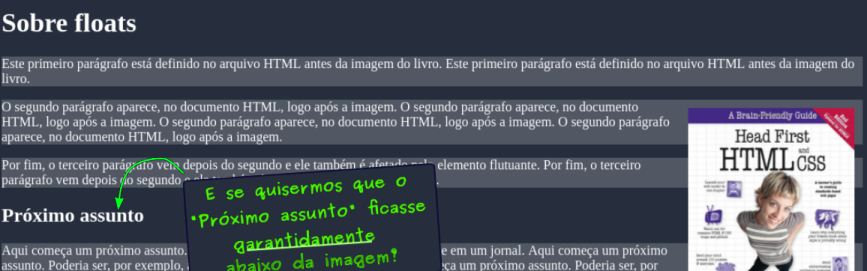 Sobre floats
Este primeiro parágrafo está definido no arquivo HTML antes da imagem do livro. Este primeiro parágrafo está definido no arquivo HTML antes da imagem do
livro.
O segundo parágrafo aparece, no documento HTML, logo após a imagem. O segundo parágrafo aparece, no documento
HTML, logo após a imagem. O segundo parágrafo aparece, no documento HTML, logo após a imagem. O segundo
parágrafo aparece, no documento HTML, logo após a imagem.
Por fim, o terceiro parágrafo vem depois do segundo e ele também é afetado pelo elemento flutuante. Por fim, o terceiro
parágrafo vem depois do segundo e
Próximo assunto
Aqui começa um próximo assunto. e em um jornal. Aqui começa um próximo
assunto. Poderia ser, por exemplo, a ça um próximo assunto. Poderia ser, por
E se quisermos que o
"Próximo assunto" ficasse
garantidamente
abaixo da imagem?
A Brain-Friendly Guide
Head First
HTML and
CSS